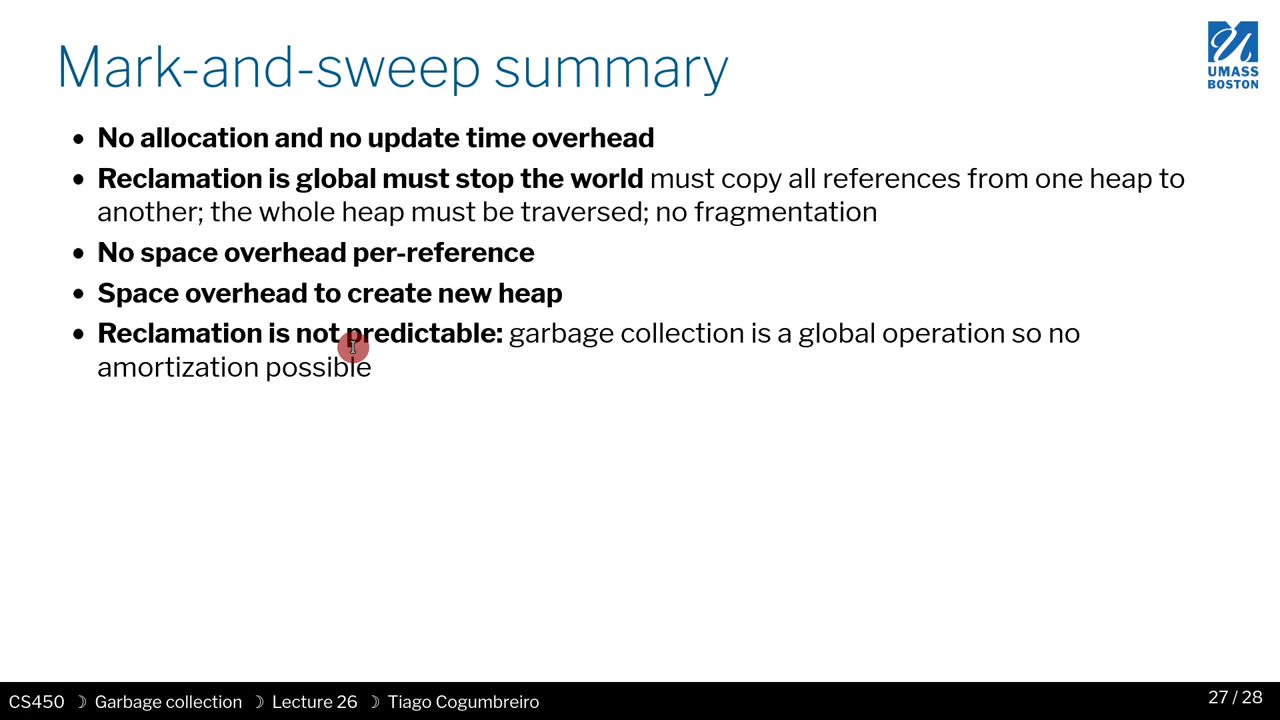 Mark-and-sweep summary
UMASS
BOSTON
• No allocation and no update time overhead
• Reclamation is global must stop the world must copy all references from one heap to
another; the whole heap must be traversed; no fragmentation
• No space overhead per-reference
• Space overhead to create new heap
• Reclamation is not predictable: garbage collection is a global operation so no
amortization possible
CS450 ☽ Garbage collection ☽ Lecture 26 ☽ Tiago Cogumbreiro
27 / 28